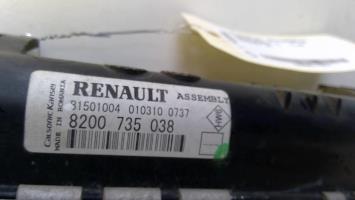 RENAULT ASSEMBLY
31501004 010310 0737
8200 735 038
Calsonic Kansei
MADE IN ROMANIA